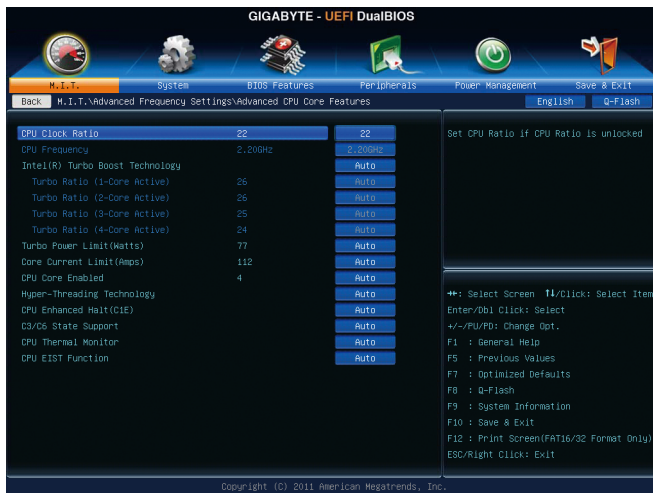 GIGABYTE - UEFI DualBIOS
M.I.T. System BIOS Features Peripherals Power Management Save & Exit
Back M.I.T.\Advanced Frequency Settings\Advanced CPU Core Features English Q-Flash
CPU Clock Ratio 22 22
CPU Frequency 2.20GHz 2.20GHz
Intel(R) Turbo Boost Technology Auto
Turbo Ratio (1-Core Active) 26 Auto
Turbo Ratio (2-Core Active) 26 Auto
Turbo Ratio (3-Core Active) 25 Auto
Turbo Ratio (4-Core Active) 24 Auto
Turbo Power Limit(Watts) 77 Auto
Core Current Limit(Amps) 112 Auto
CPU Core Enabled 4 Auto
Hyper-Threading Technology Auto
CPU Enhanced Halt(C1E) Auto
C3/C6 State Support Auto
CPU Thermal Monitor Auto
CPU EIST Function Auto
Set CPU Ratio if CPU Ratio is unlocked
→←: Select Screen ↑↓/Click: Select Item
Enter/Dbl Click: Select
+/-/PU/PD: Change Opt.
F1 : General Help
F5 : Previous Values
F7 : Optimized Defaults
F8 : Q-Flash
F9 : System Information
F10 : Save & Exit
F12 : Print Screen(FAT16/32 Format Only)
ESC/Right Click: Exit
Copyright (C) 2011 American Megatrends, Inc.